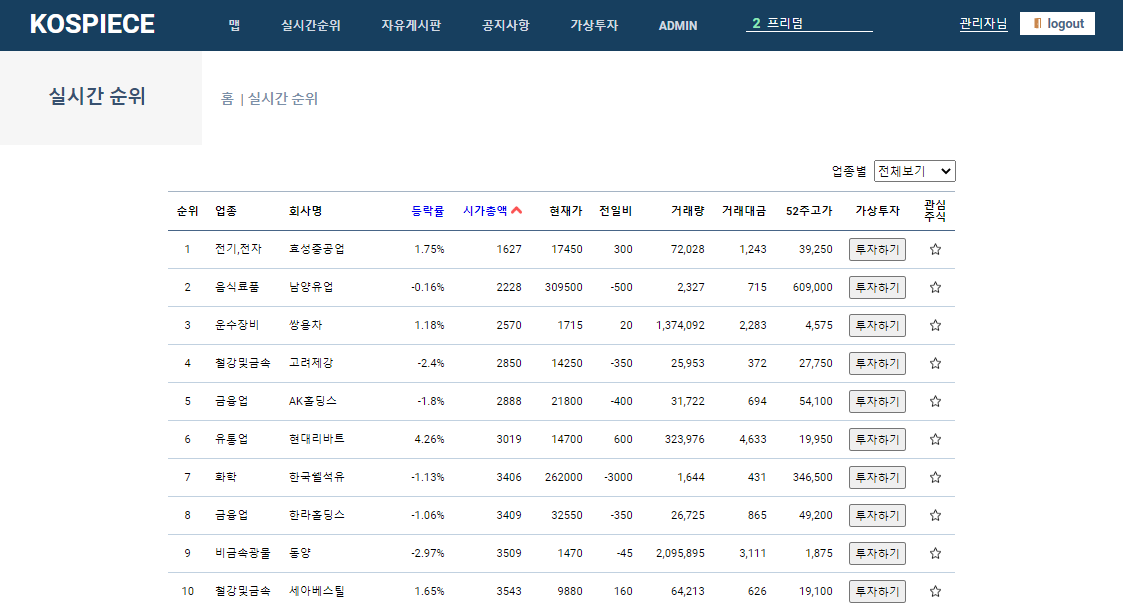 KOSPIECE 맵 실시간순위 자유게시판 공지사항 가상투자 ADMIN 2 프리덤 관리자님 logout
실시간 순위
홈 | 실시간 순위
업종별 전체보기
순위 업종 회사명 등락률 시가총액 현재가 전일비 거래량 거래대금 52주고가 가상투자 관심
주식
1 전기,전자 효성중공업 1.75% 1627 17450 300 72,028 1,243 39,250 투자하기
2 음식료품 남양유업 -0.16% 2228 309500 -500 2,327 715 609,000 투자하기
3 운수장비 쌍용차 1.18% 2570 1715 20 1,374,092 2,283 4,575 투자하기
4 철강및금속 고려제강 -2.4% 2850 14250 -350 25,953 372 27,750 투자하기
5 금융업 AK홀딩스 -1.8% 2888 21800 -400 31,722 694 54,100 투자하기
6 유통업 현대리바트 4.26% 3019 14700 600 323,976 4,633 19,950 투자하기
7 화학 한국쉘석유 -1.13% 3406 262000 -3000 1,644 431 346,500 투자하기
8 금융업 한라홀딩스 -1.06% 3409 32550 -350 26,725 865 49,200 투자하기
9 비금속광물 동양 -2.97% 3509 1470 -45 2,095,895 3,111 1,875 투자하기
10 철강및금속 세아베스틸 1.65% 3543 9880 160 64,213 626 19,100 투자하기